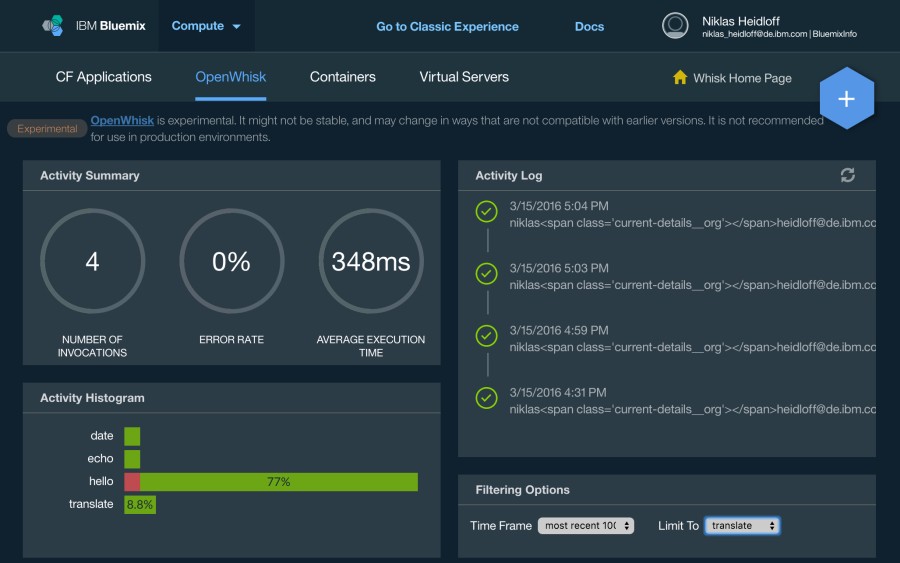 IBM Bluemix
Compute
Go to Classic Experience
Docs
Niklas Heidloff
niklas_heidloff@de.ibm.com | BluemixInfo
CF Applications
OpenWhisk
Containers
Virtual Servers
Whisk Home Page
+
Experimental
OpenWhisk is experimental. It might not be stable, and may change in ways that are not compatible with earlier versions. It is not recommended
for use in production environments.
Activity Summary
4
0%
348ms
NUMBER OF
INVOCATIONS
ERROR RATE
AVERAGE EXECUTION
TIME
Activity Log
3/15/2016 5:04 PM
niklas<span class='current-details__org'></span>heidloff@de.ibm.co
3/15/2016 5:03 PM
niklas<span class='current-details__org'></span>heidloff@de.ibm.co
3/15/2016 4:59 PM
niklas<span class='current-details__org'></span>heidloff@de.ibm.co
3/15/2016 4:31 PM
niklas<span class='current-details__org'></span>heidloff@de.ibm.co
Activity Histogram
date
echo
hello
77%
translate
8.8%
Filtering Options
Time Frame
most recent 100
Limit To
translate